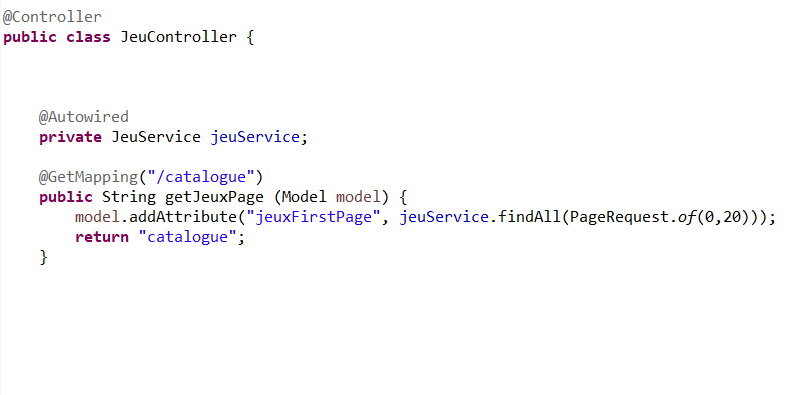 @Controller
public class JeuController {
@Autowired
private JeuService jeuService;
@GetMapping("/catalogue")
public String getJeuxPage (Model model) {
model.addAttribute("jeuxFirstPage", jeuService.findAll(PageRequest.of(0,20)));
return "catalogue";
}